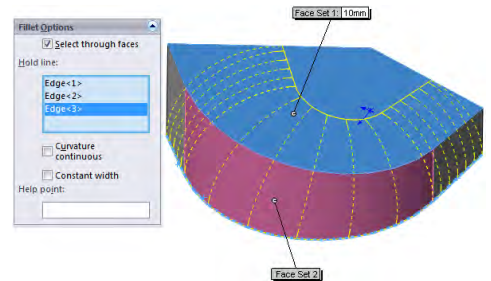 Fillet Options
Select through faces
Hold line:
Edge<1>
Edge<2>
Edge<3>
Curvature
continuous
Constant width
Help point:
Face Set 1: 10mm
Face Set 2